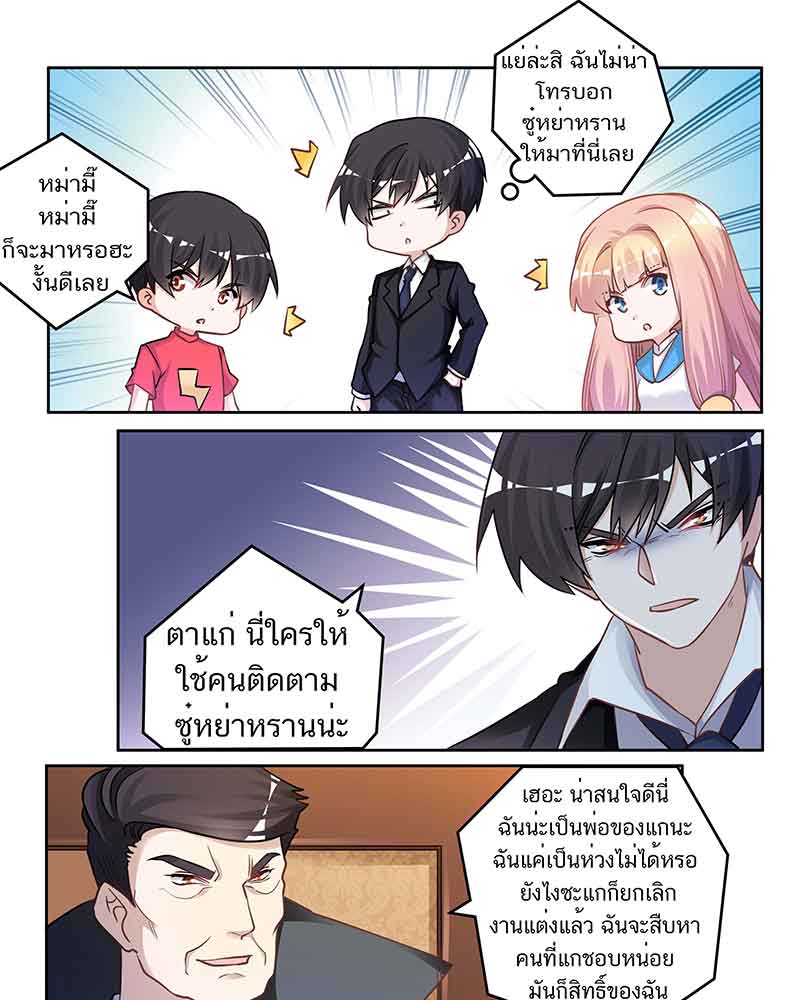 แย่ล่ะสิ ฉันไม่น่า
โทรบอก
ซู๋หย่าหราน
ให้มาที่นี่เลย
หม่ามี๊
หม่ามี๊
ก็จะมาหรอฮะ
งั้นดีเลย
ตาแก่ นี่ใครให้
ใช้คนติดตาม
ซู๋หย่าหรานน่ะ
เฮอะ น่าสนใจดีนี่
ฉันน่ะเป็นพ่อของแกนะ
ฉันแค่เป็นห่วงไม่ได้หรอ
ยังไงซะแกก็ยกเลิก
งานแต่งแล้ว ฉันจะสืบหา
คนที่แกชอบหน่อย
มันก็สิทธิ์ของฉัน